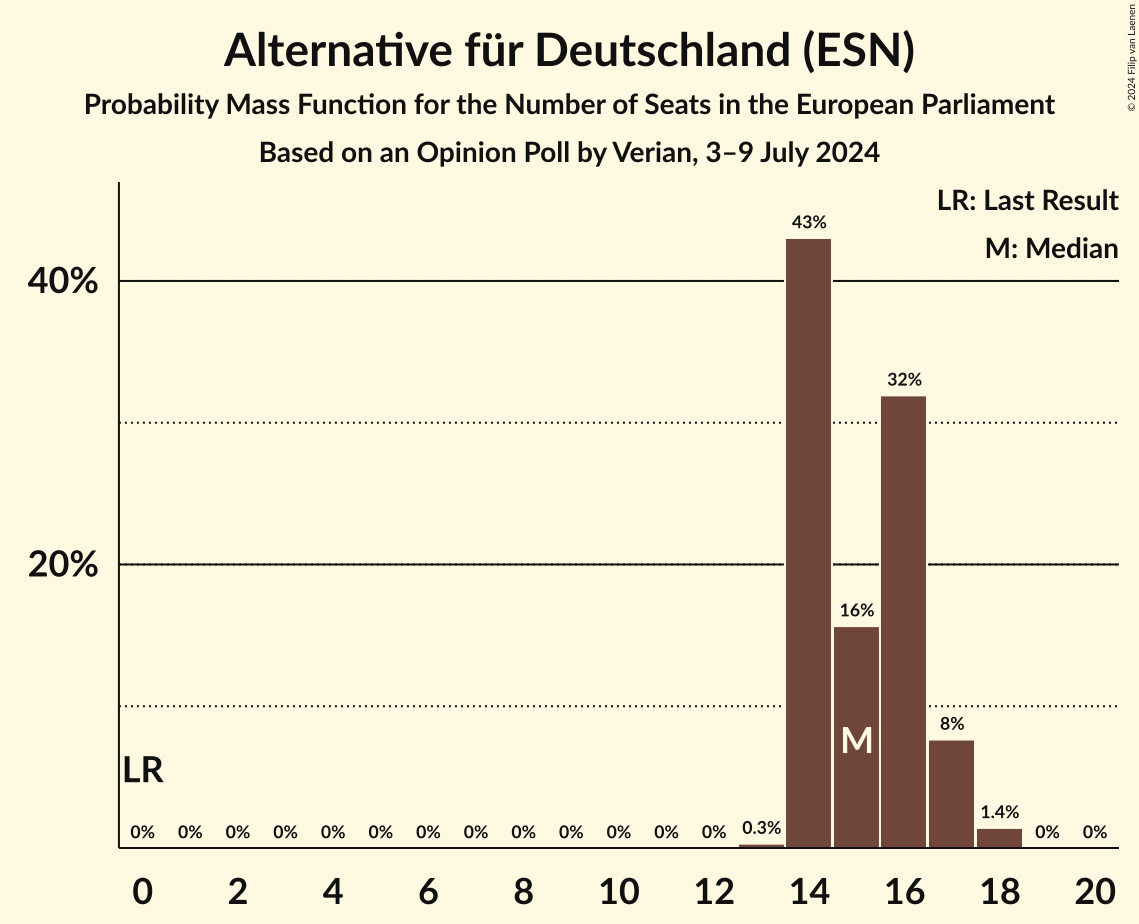 Alternative für Deutschland (ESN)
Probability Mass Function for the Number of Seats in the European Parliament
Based on an Opinion Poll by Verian, 3–9 July 2024
© 2024 Filip van Laenen
LR: Last Result
M: Median
43%
40%
32%
20%
16%
M
8%
LR
0% 0% 0% 0% 0% 0% 0% 0% 0% 0% 0% 0% 0% 0.3% 1.4% 0% 0%
0 2 4 6 8 10 12 14 16 18 20